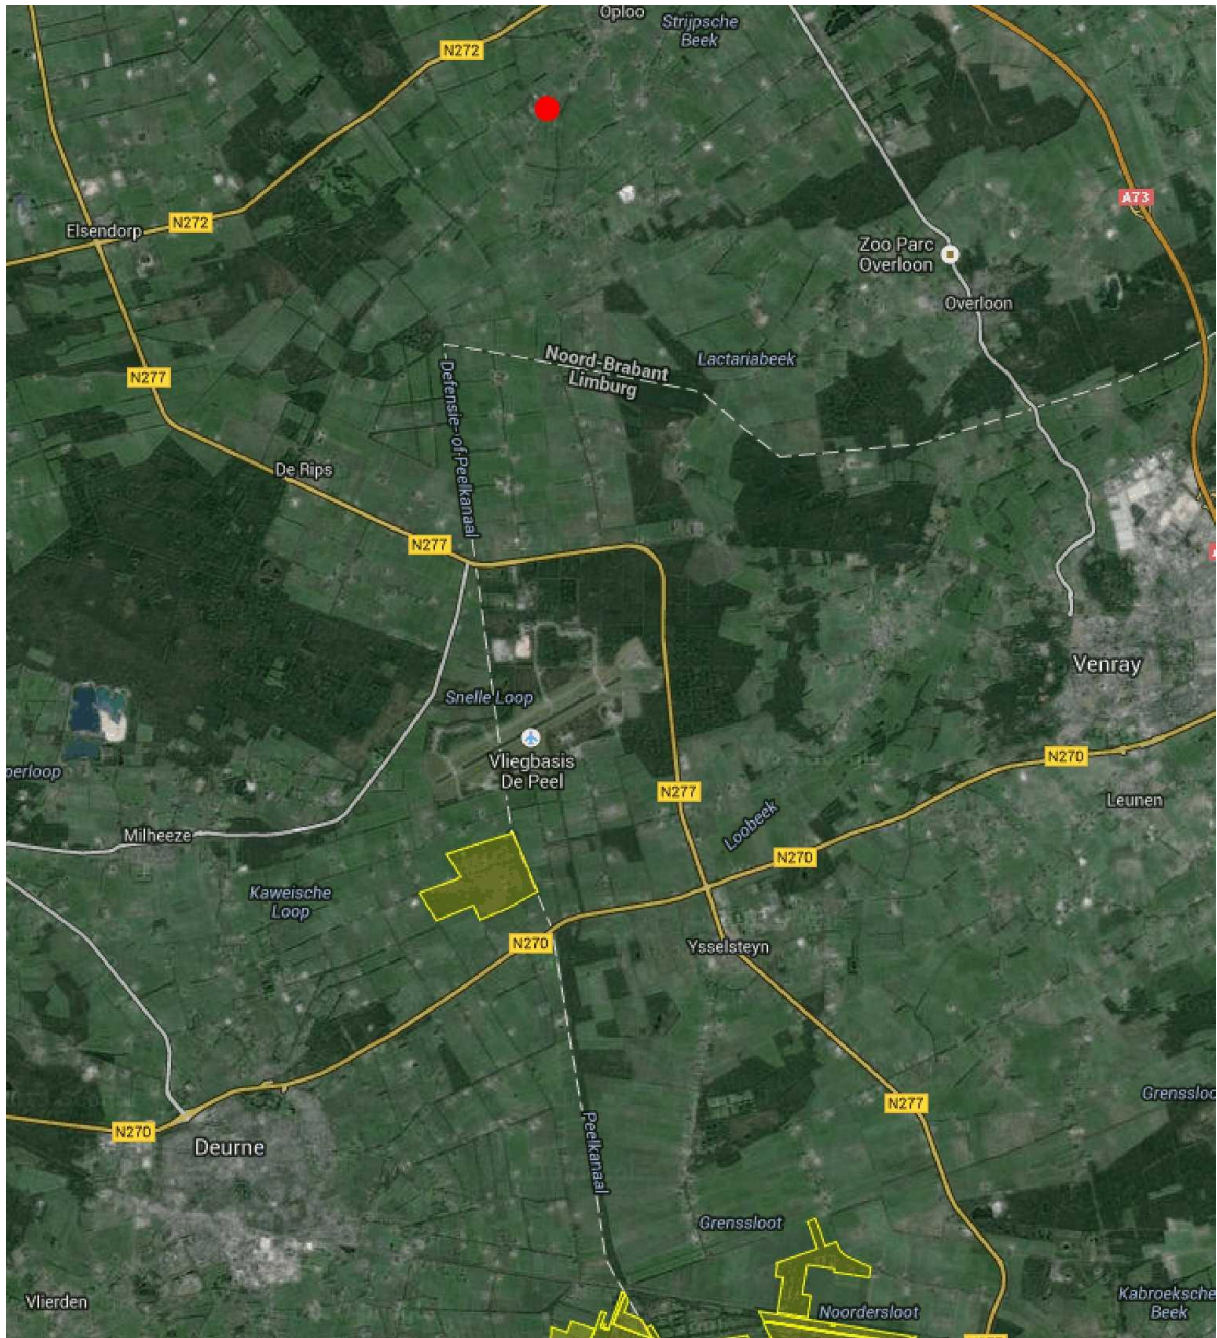 Oploo
Strijpsche
Beek
N272
A73
Elsendorp
N272
Zoo Parc
Overloon
Overloon
Noord-Brabant
Limburg
Lactariabeek
N277
Defensie- of Peelkanaal
De Rips
N277
Venray
Snelle Loop
Vliegbasis
De Peel
N270
perloop
N277
Leunen
Loobeek
Milheeze
N270
Kaweische
Loop
N270
Ysselsteyn
Grensslo
N277
N270
Deurne
Peelkanaal
Grenssloot
Kabroeksche
Beek
Vlierden
Noordersloot